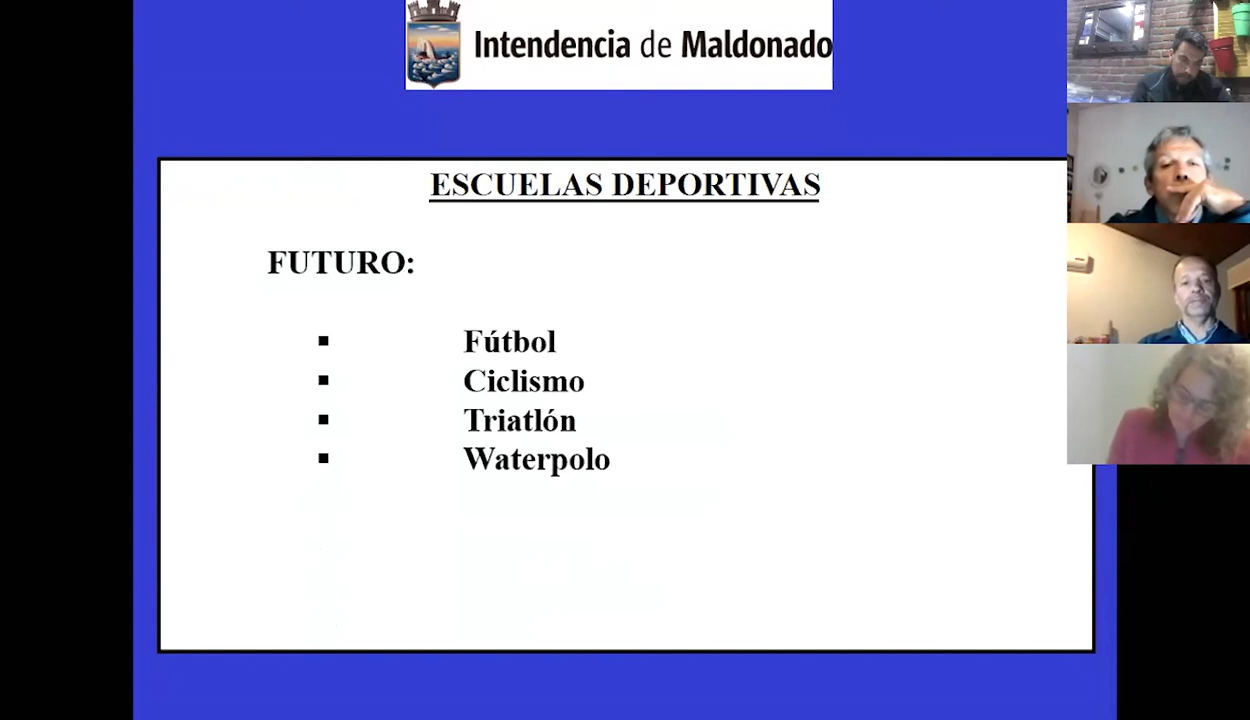 Intendencia de Maldonado
ESCUELAS DEPORTIVAS
FUTURO:
▪ Fútbol
▪ Ciclismo
▪ Triatlón
▪ Waterpolo